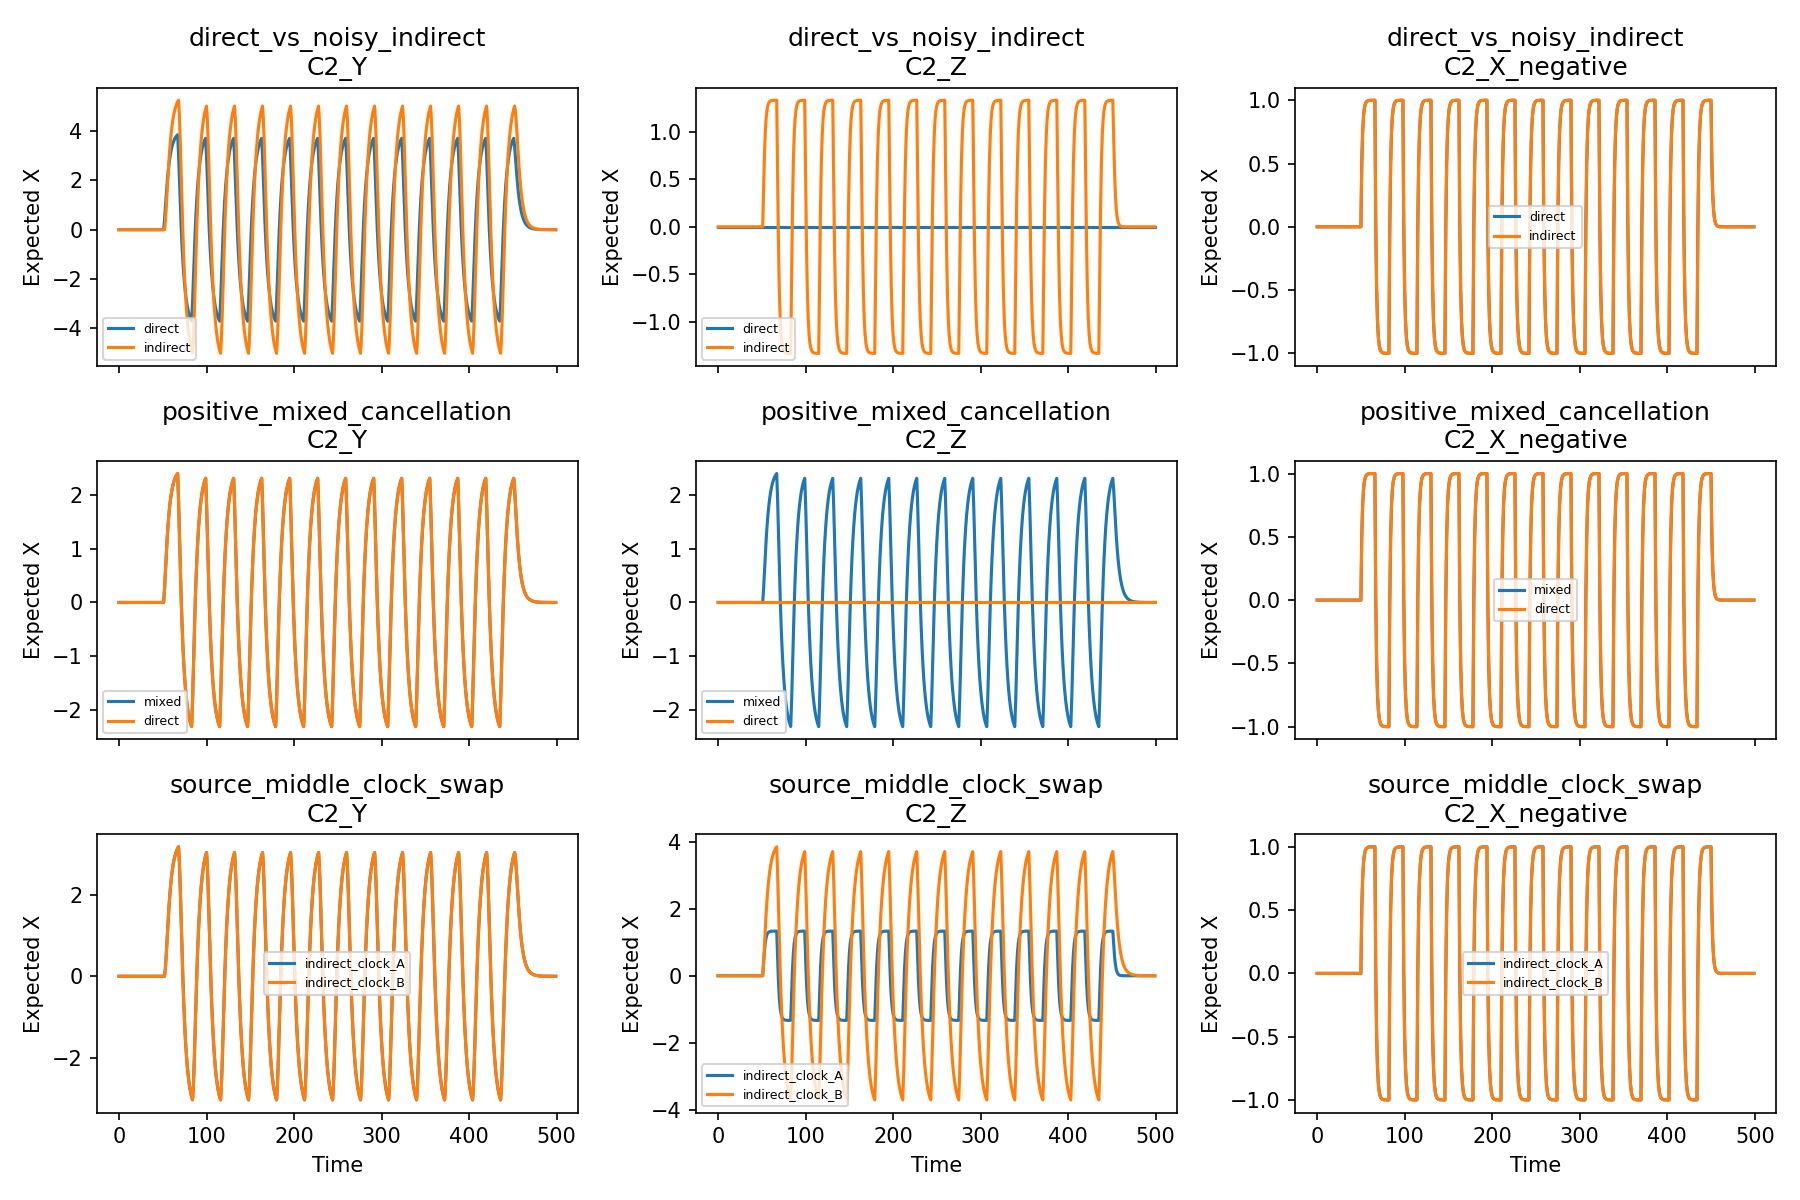 direct_vs_noisy_indirect
C2_Y
direct_vs_noisy_indirect
C2_Z
direct_vs_noisy_indirect
C2_X_negative
Expected X
4
2
0
−2
−4
direct
indirect
Expected X
1.0
0.5
0.0
−0.5
−1.0
direct
indirect
Expected X
1.0
0.5
0.0
−0.5
−1.0
direct
indirect
positive_mixed_cancellation
C2_Y
positive_mixed_cancellation
C2_Z
positive_mixed_cancellation
C2_X_negative
Expected X
2
1
0
−1
−2
mixed
direct
Expected X
2
1
0
−1
−2
mixed
direct
Expected X
1.0
0.5
0.0
−0.5
−1.0
mixed
direct
source_middle_clock_swap
C2_Y
source_middle_clock_swap
C2_Z
source_middle_clock_swap
C2_X_negative
Expected X
2
0
−2
indirect_clock_A
indirect_clock_B
0 100 200 300 400 500
Time
Expected X
4
2
0
−2
−4
indirect_clock_A
indirect_clock_B
0 100 200 300 400 500
Time
Expected X
1.0
0.5
0.0
−0.5
−1.0
indirect_clock_A
indirect_clock_B
0 100 200 300 400 500
Time